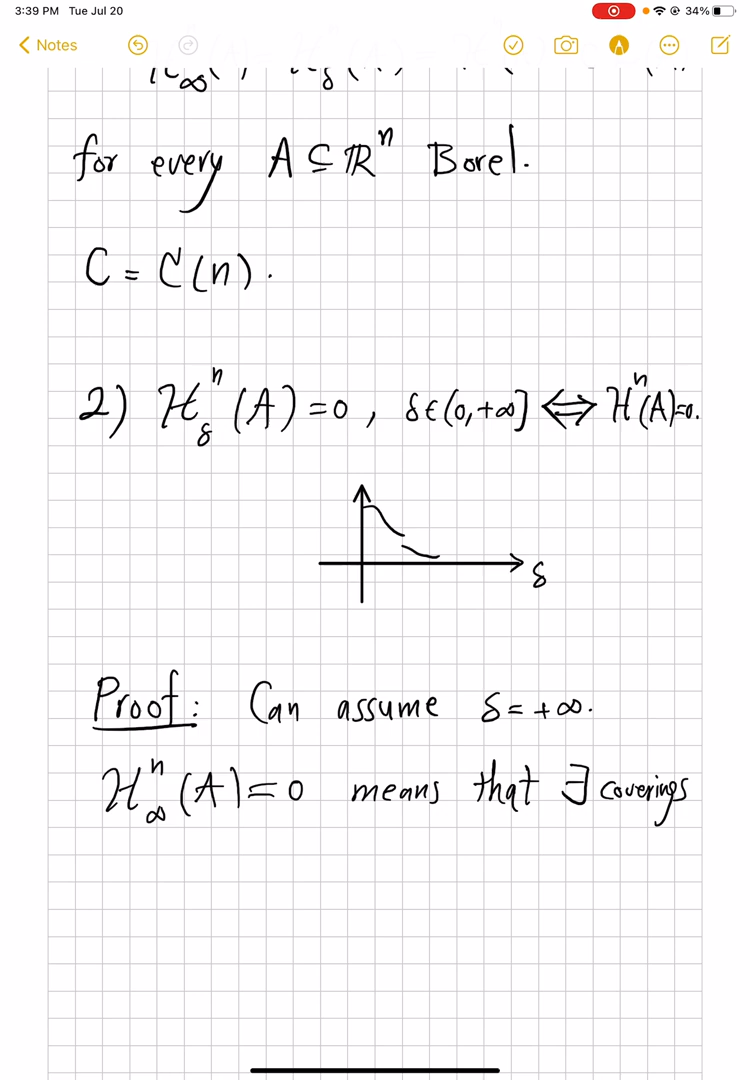 3:39 PM Tue Jul 20
34%
Notes
for every A ⊆ ℝⁿ Borel.
C = C(n).
2) ℋⁿ_δ (A) = 0, δ ∈ (0, +∞] ⟺ ℋⁿ(A)=0.
δ
Proof: Can assume δ = +∞.
ℋⁿ_∞ (A) = 0 means that ∃ coverings